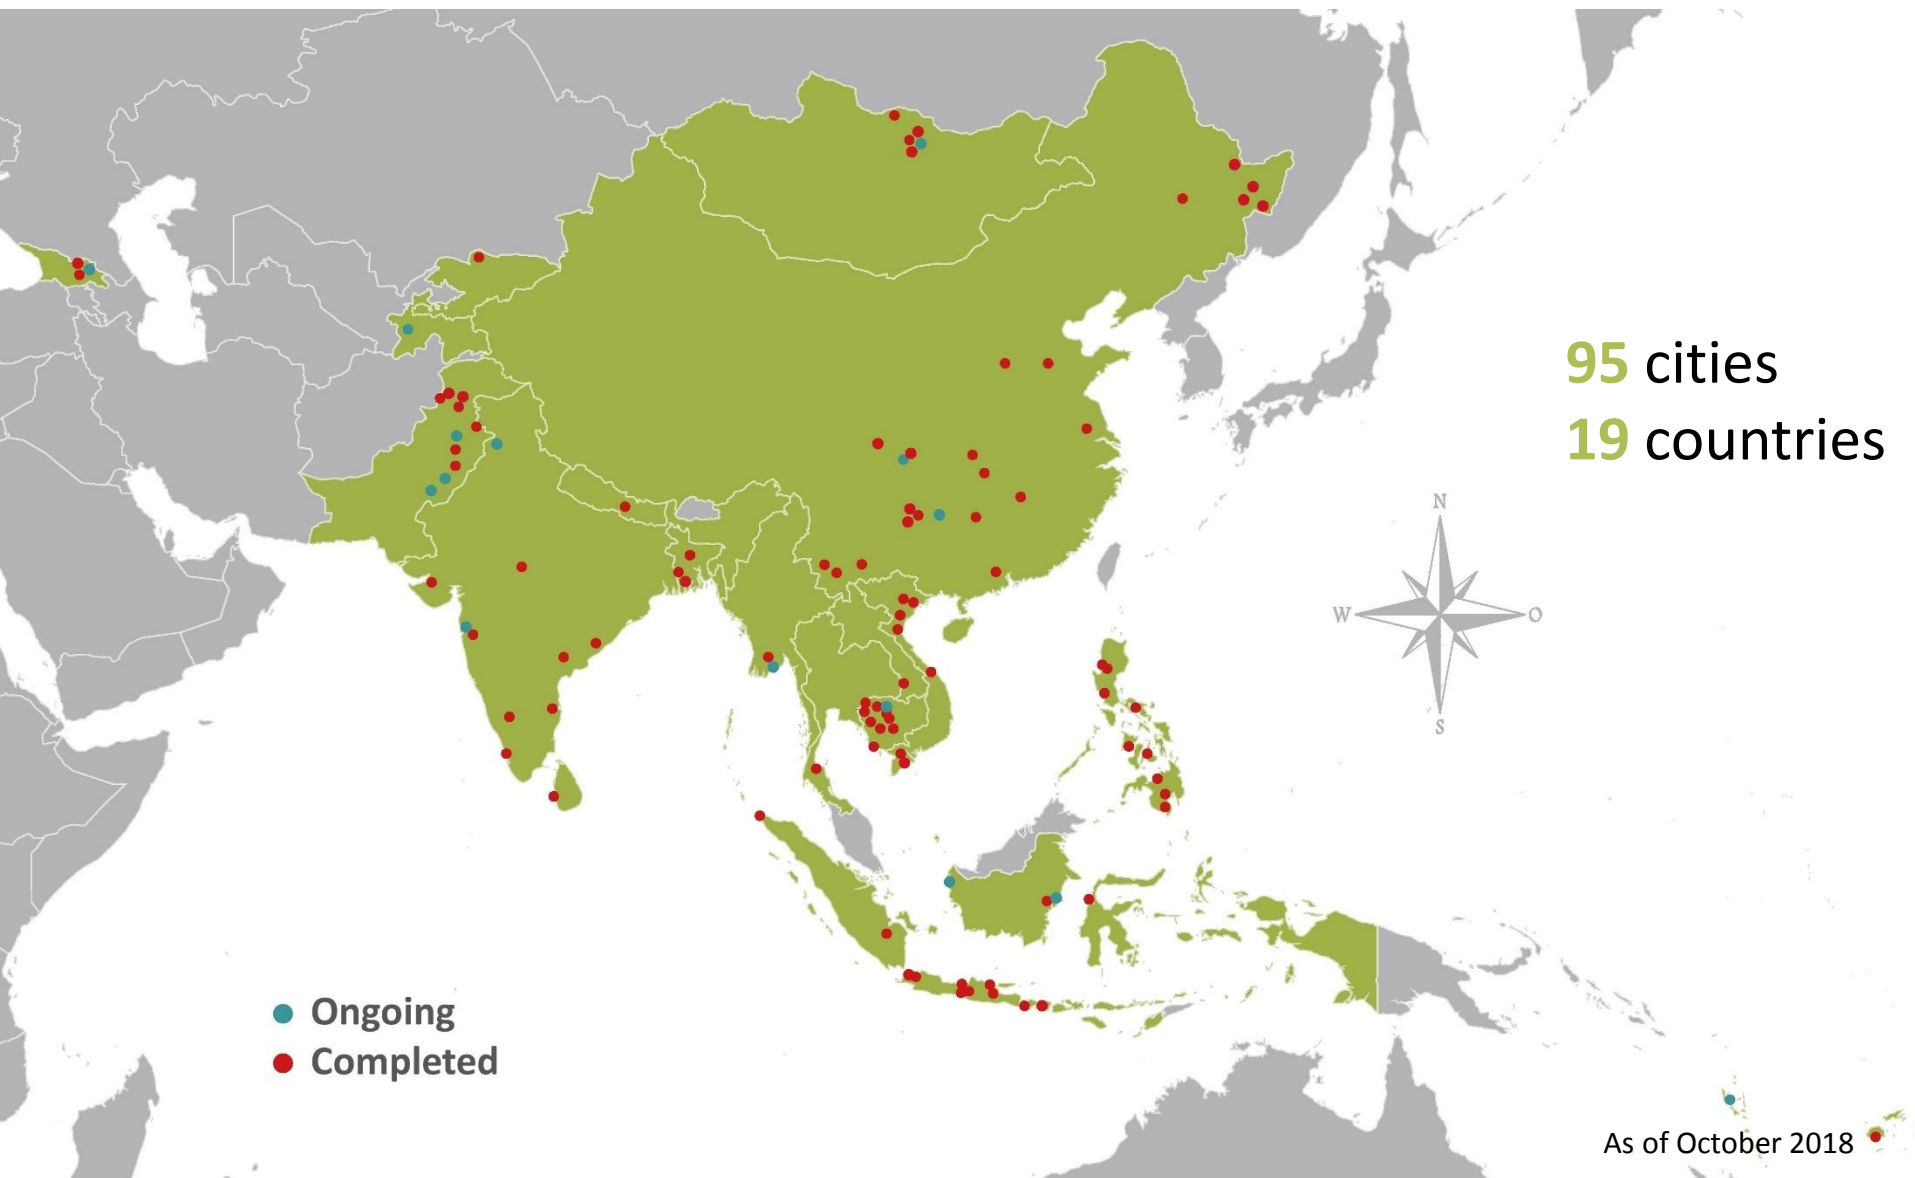 95 cities
19 countries
N
W
O
S
Ongoing
Completed
As of October 2018